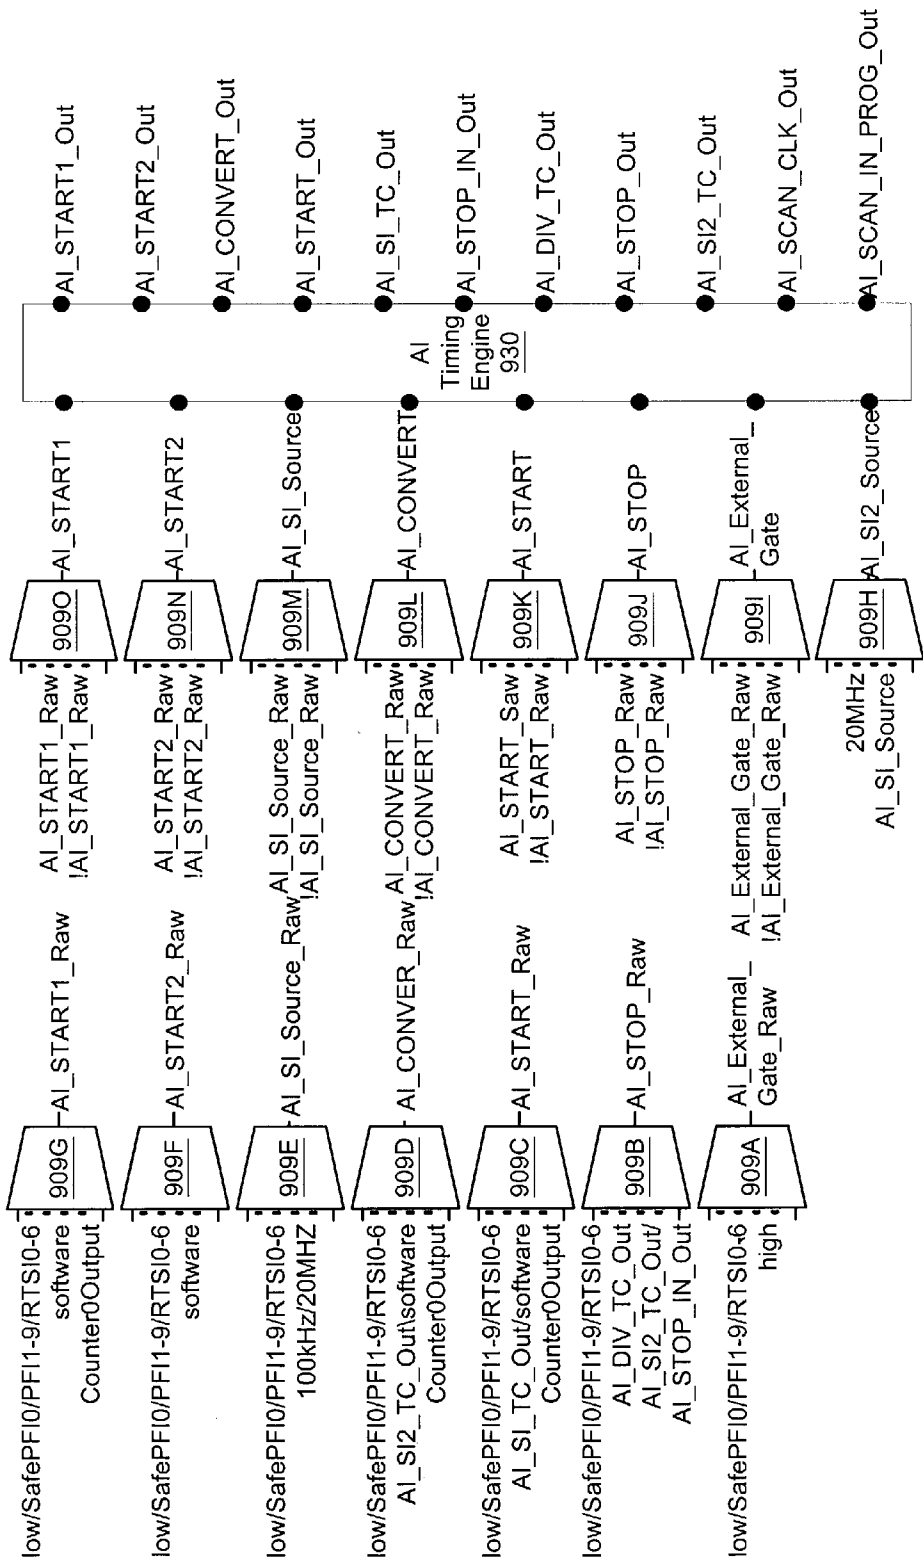 low/SafePFI0/PFI1-9/RTSI0-6
software
Counter0Output
909G
AI_START1_Raw
AI_START1_Raw
!AI_START1_Raw
909O
AI_START1
low/SafePFI0/PFI1-9/RTSI0-6
software
909F
AI_START2_Raw
AI_START2_Raw
!AI_START2_Raw
909N
AI_START2
low/SafePFI0/PFI1-9/RTSI0-6
100kHz/20MHZ
909E
AI_SI_Source_Raw
AI_SI_Source_Raw
!AI_SI_Source_Raw
909M
AI_SI_Source
low/SafePFI0/PFI1-9/RTSI0-6
AI_SI2_TC_Out\software
Counter0Output
909D
AI_CONVER_Raw
AI_CONVERT_Raw
!AI_CONVERT_Raw
909L
AI_CONVERT
low/SafePFI0/PFI1-9/RTSI0-6
AI_SI_TC_Out/software
Counter0Output
909C
AI_START_Raw
AI_START_Saw
!AI_START_Raw
909K
AI_START
low/SafePFI0/PFI1-9/RTSI0-6
AI_DIV_TC_Out
AI_SI2_TC_Out/
AI_STOP_IN_Out
909B
AI_STOP_Raw
AI_STOP_Raw
!AI_STOP_Raw
909J
AI_STOP
low/SafePFI0/PFI1-9/RTSI0-6
high
909A
AI_External_
Gate_Raw
AI_External_Gate_Raw
!AI_External_Gate_Raw
909I
AI_External_
Gate
20MHz
AI_SI_Source
909H
AI_SI2_Source
AI
Timing
Engine
930
AI_START1_Out
AI_START2_Out
AI_CONVERT_Out
AI_START_Out
AI_SI_TC_Out
AI_STOP_IN_Out
AI_DIV_TC_Out
AI_STOP_Out
AI_SI2_TC_Out
AI_SCAN_CLK_Out
AI_SCAN_IN_PROG_Out